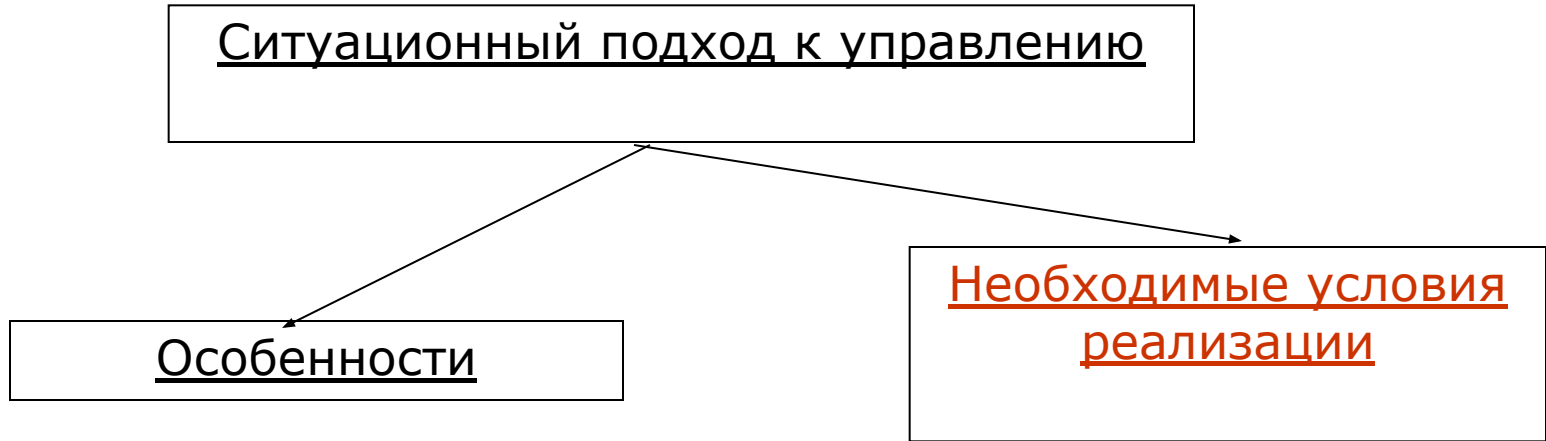 Ситуационный подход к управлению
Особенности
Необходимые условия
реализации